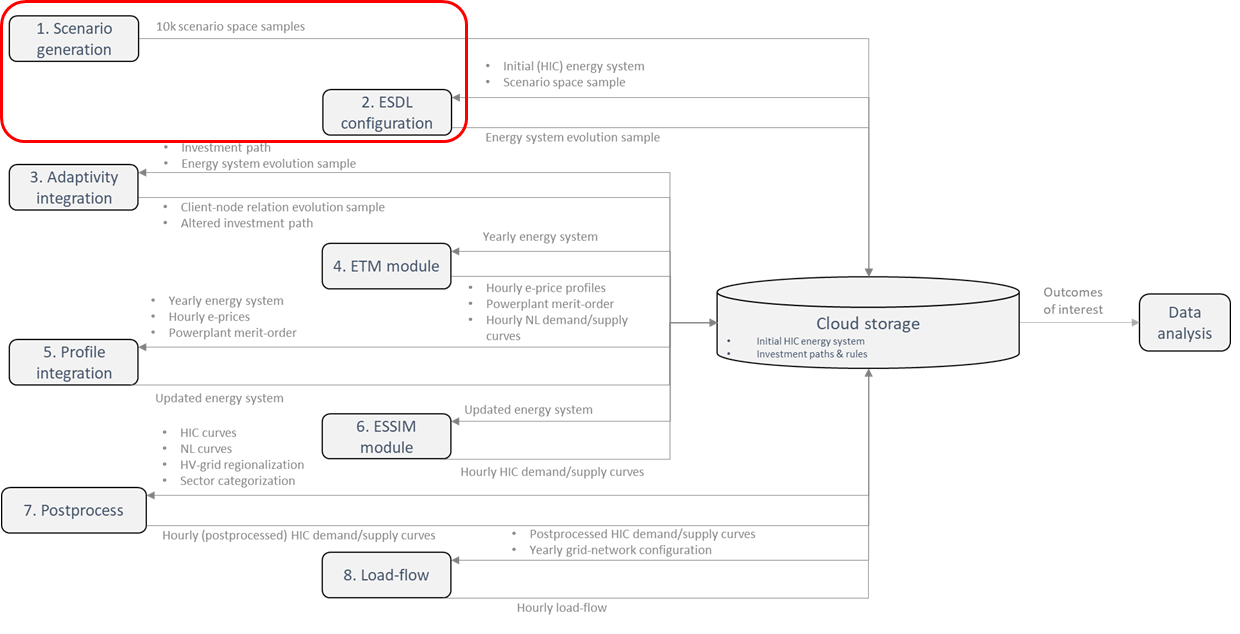 1. Scenario
generation
10k scenario space samples
• Initial (HIC) energy system
• Scenario space sample
2. ESDL
configuration
Energy system evolution sample
• Investment path
• Energy system evolution sample
3. Adaptivity
integration
• Client-node relation evolution sample
• Altered investment path
Yearly energy system
4. ETM module
• Hourly e-price profiles
• Powerplant merit-order
• Hourly NL demand/supply
curves
• Yearly energy system
• Hourly e-prices
• Powerplant merit-order
5. Profile
integration
Updated energy system
Cloud storage
• Initial HIC energy system
• Investment paths & rules
Outcomes
of interest
Data
analysis
Updated energy system
6. ESSIM
module
Hourly HIC demand/supply curves
• HIC curves
• NL curves
• HV-grid regionalization
• Sector categorization
7. Postprocess
Hourly (postprocessed) HIC demand/supply curves
• Postprocessed HIC demand/supply curves
• Yearly grid-network configuration
8. Load-flow
Hourly load-flow